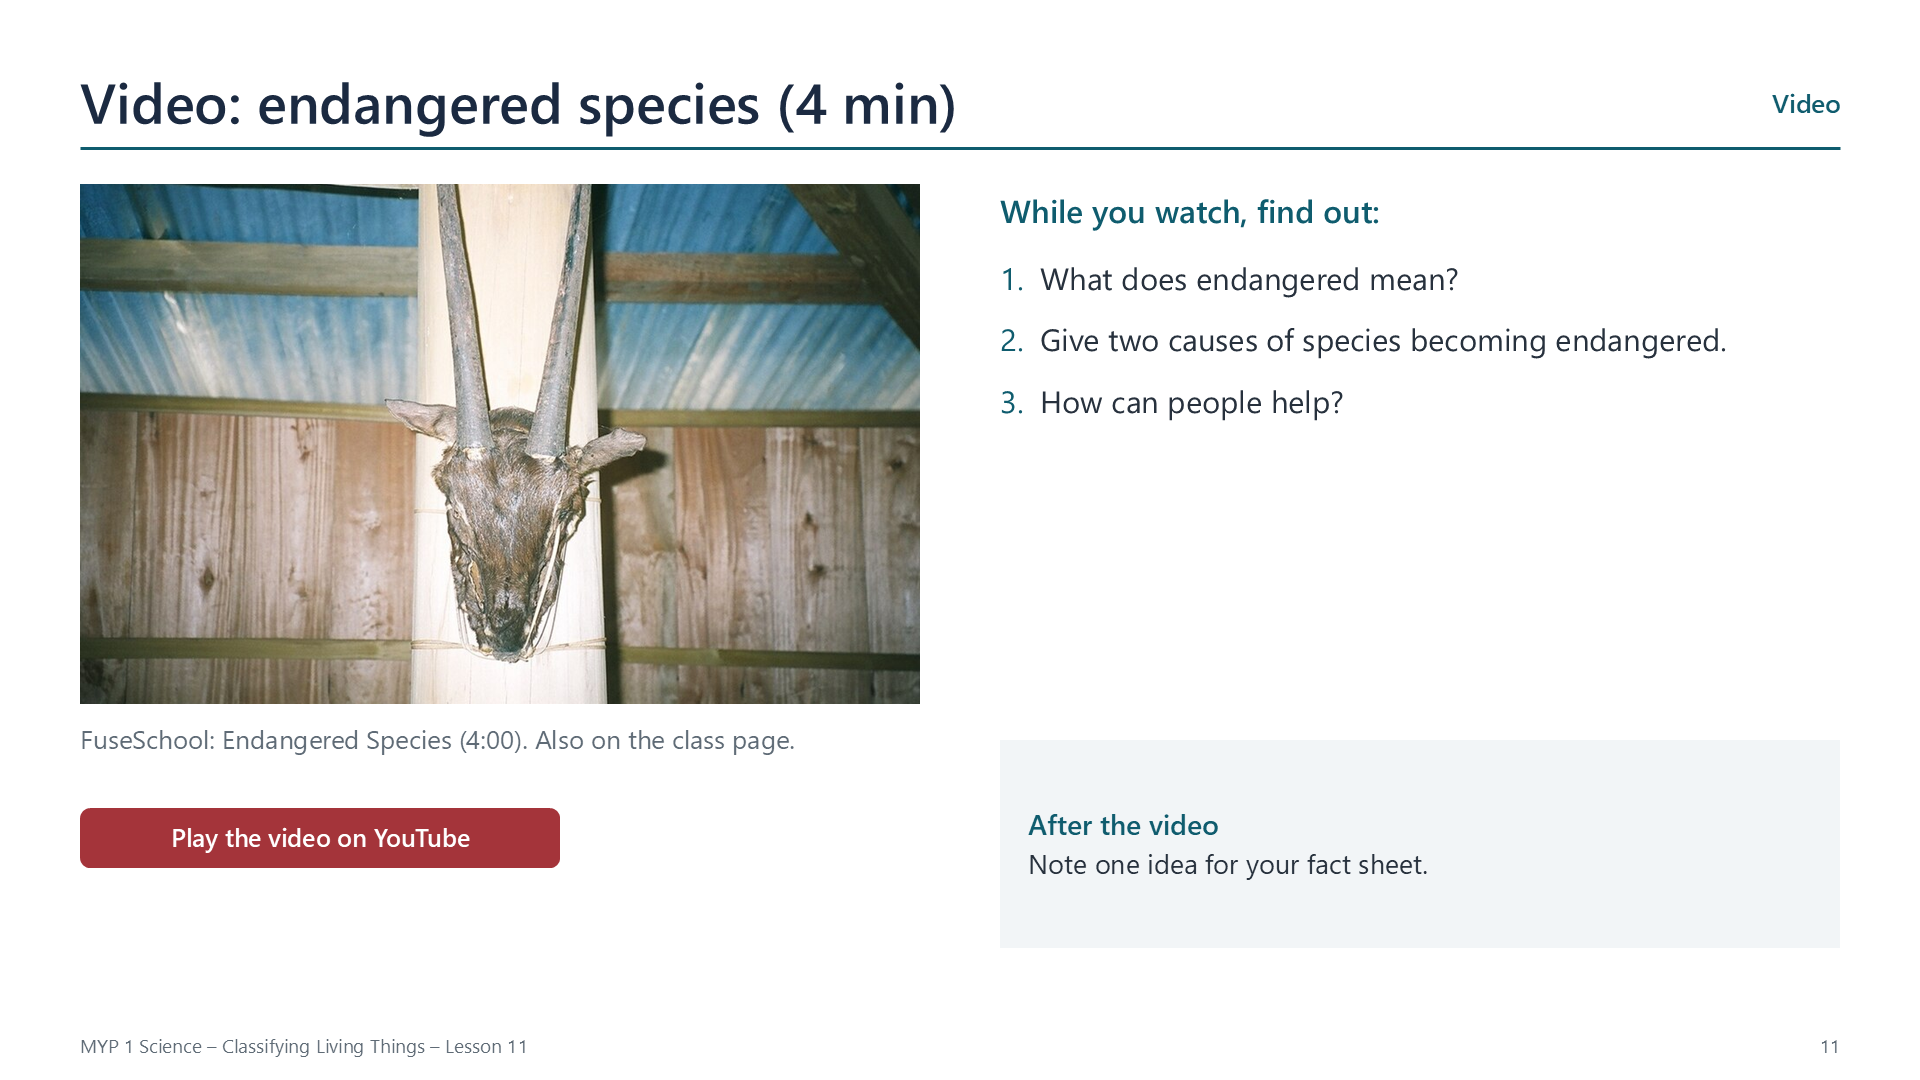 Video: endangered species (4 min)
Video
FuseSchool: Endangered Species (4:00). Also on the class page.
Play the video on YouTube
While you watch, find out:
1. What does endangered mean?
2. Give two causes of species becoming endangered.
3. How can people help?
After the video
Note one idea for your fact sheet.
MYP 1 Science – Classifying Living Things – Lesson 11
11